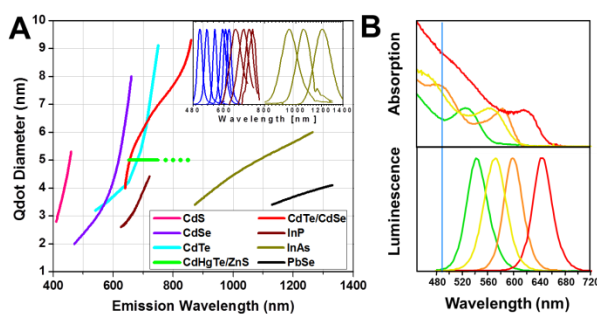 A
Qdot Diameter (nm)
10
9
8
7
6
5
4
3
2
1
400 600 800 1000 1200 1400
Emission Wavelength (nm)
480 600 800 1000 1200 1400
Wavelength [nm]
CdS
CdSe
CdTe
CdHgTe/ZnS
CdTe/CdSe
InP
InAs
PbSe
B
Absorption
Luminescence
480 520 560 600 640 680 720
Wavelength (nm)